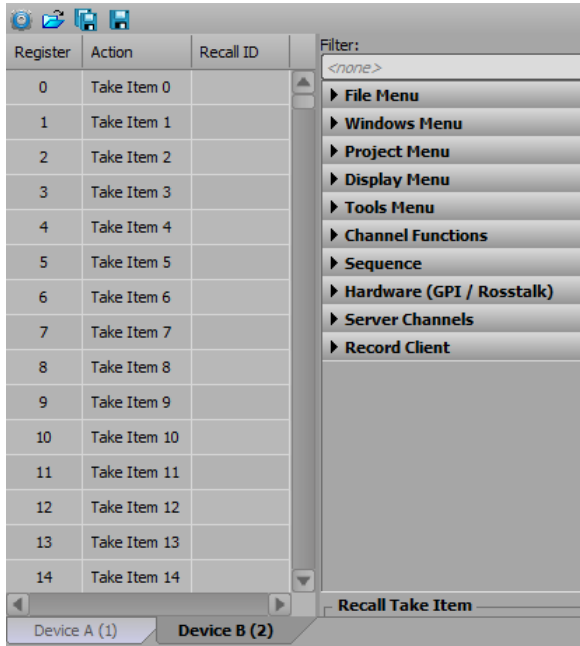 Register Action Recall ID
0 Take Item 0
1 Take Item 1
2 Take Item 2
3 Take Item 3
4 Take Item 4
5 Take Item 5
6 Take Item 6
7 Take Item 7
8 Take Item 8
9 Take Item 9
10 Take Item 10
11 Take Item 11
12 Take Item 12
13 Take Item 13
14 Take Item 14
Filter:
<none>
File Menu
Windows Menu
Project Menu
Display Menu
Tools Menu
Channel Functions
Sequence
Hardware (GPI / Rosstalk)
Server Channels
Record Client
Recall Take Item
Device A (1) Device B (2)